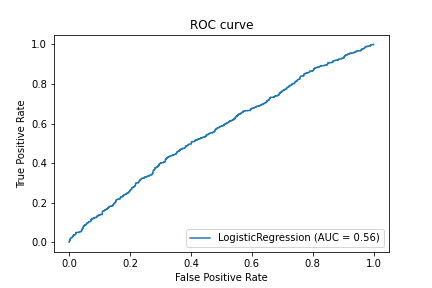 ROC curve
True Positive Rate
1.0
0.8
0.6
0.4
0.2
0.0
LogisticRegression (AUC = 0.56)
0.0 0.2 0.4 0.6 0.8 1.0
False Positive Rate